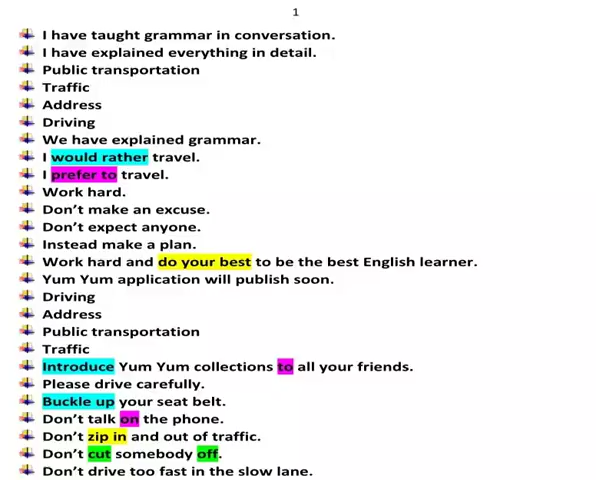 1
I have taught grammar in conversation.
I have explained everything in detail.
Public transportation
Traffic
Address
Driving
We have explained grammar.
I would rather travel.
I prefer to travel.
Work hard.
Don't make an excuse.
Don't expect anyone.
Instead make a plan.
Work hard and do your best to be the best English learner.
Yum Yum application will publish soon.
Driving
Address
Public transportation
Traffic
Introduce Yum Yum collections to all your friends.
Please drive carefully.
Buckle up your seat belt.
Don't talk on the phone.
Don't zip in and out of traffic.
Don't cut somebody off.
Don't drive too fast in the slow lane.